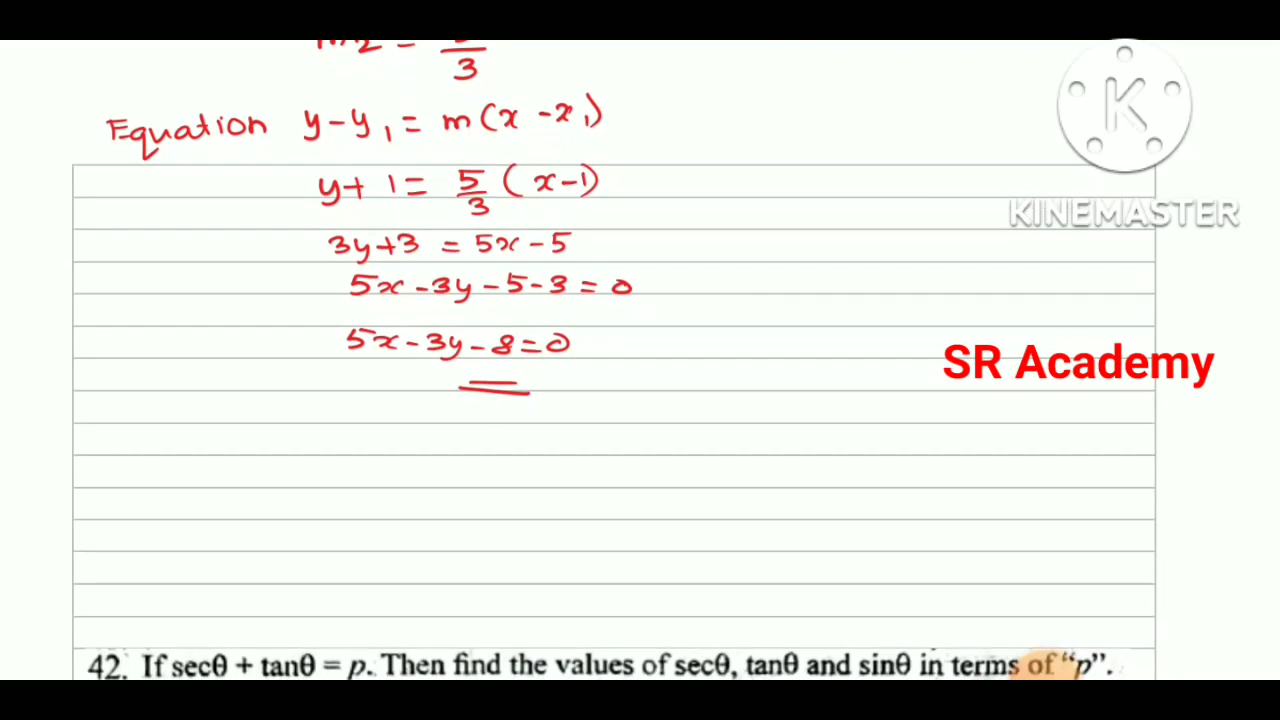 m2 = 5/3
Equation y - y₁ = m(x - x₁)
y + 1 = 5/3 (x - 1)
3y + 3 = 5x - 5
5x - 3y - 5 - 3 = 0
5x - 3y - 8 = 0
K
KINEMASTER
SR Academy
42. If secθ + tanθ = p. Then find the values of secθ, tanθ and sinθ in terms of “p”.